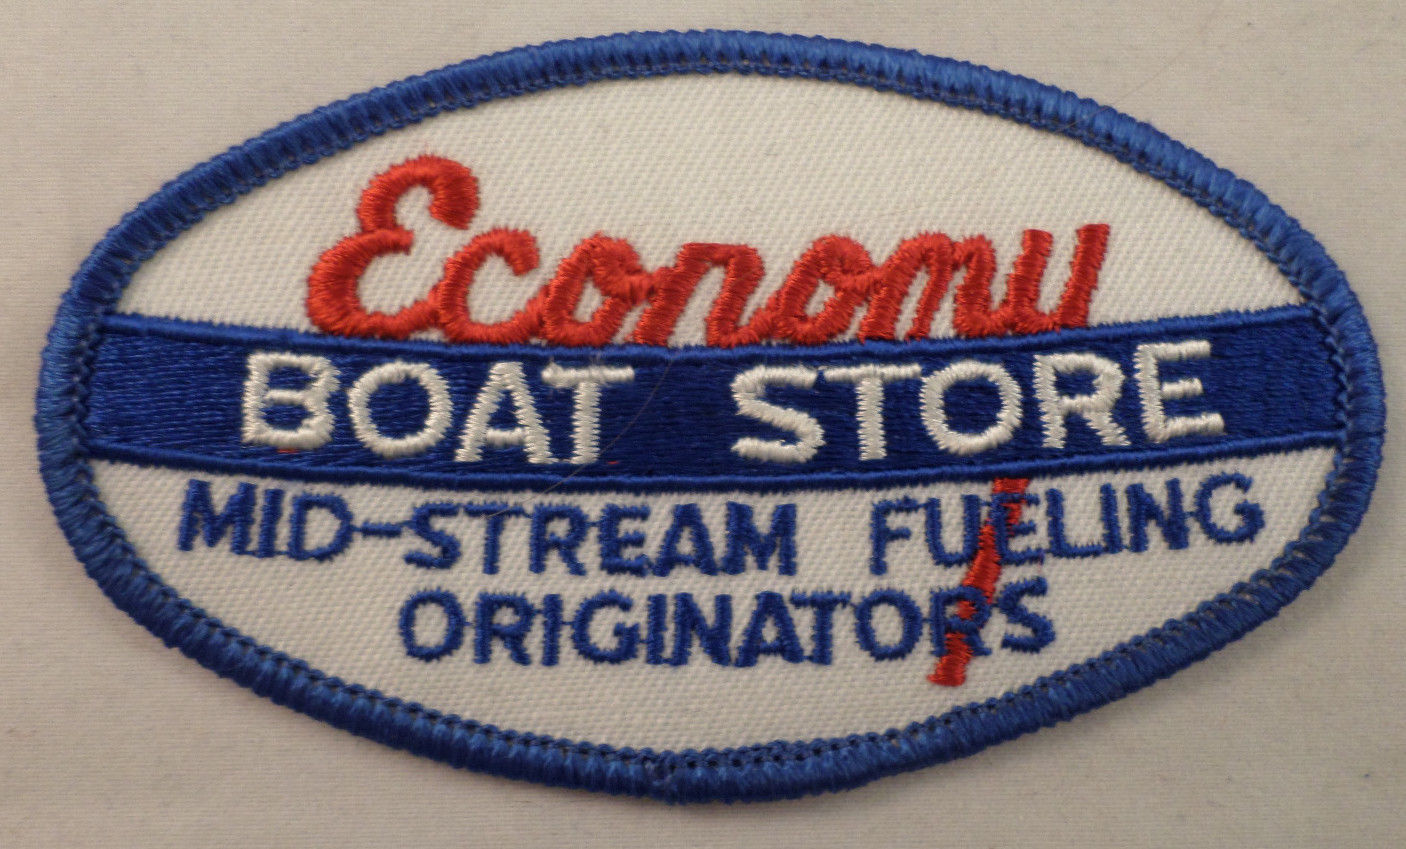 Economy
BOAT STORE
MID-STREAM FUELING
ORIGINATORS